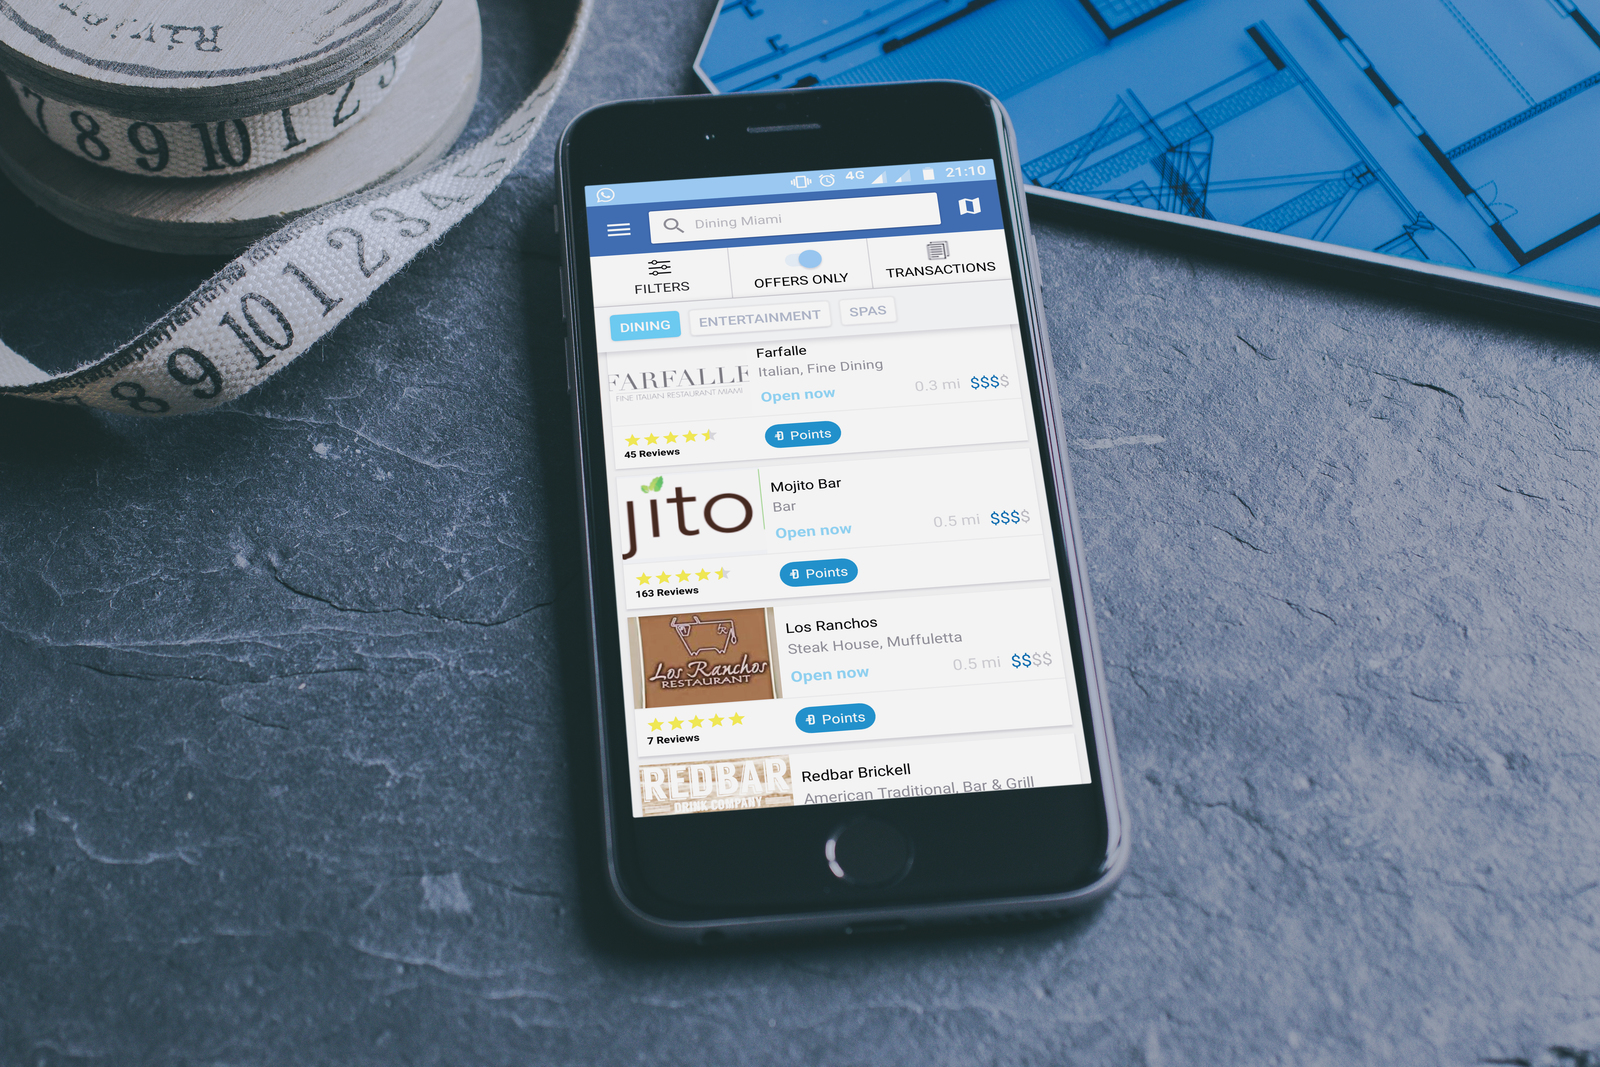 Rivièr
7 8 9 10 1 2 3
8 9 10 1 2 3 4 5 6
4G 21:10
Dining Miami
FILTERS
OFFERS ONLY
TRANSACTIONS
DINING
ENTERTAINMENT
SPAS
FARFALLE
FINE ITALIAN RESTAURANT MIAMI
Farfalle
Italian, Fine Dining
Open now
0.3 mi $$$$
45 Reviews
Points
jito
Mojito Bar
Bar
Open now
0.5 mi $$$$
163 Reviews
Points
Los Ranchos
RESTAURANT
Los Ranchos
Steak House, Muffuletta
Open now
0.5 mi $$$$
7 Reviews
Points
REDBAR
DRINK COMPANY
Redbar Brickell
American Traditional, Bar & Grill